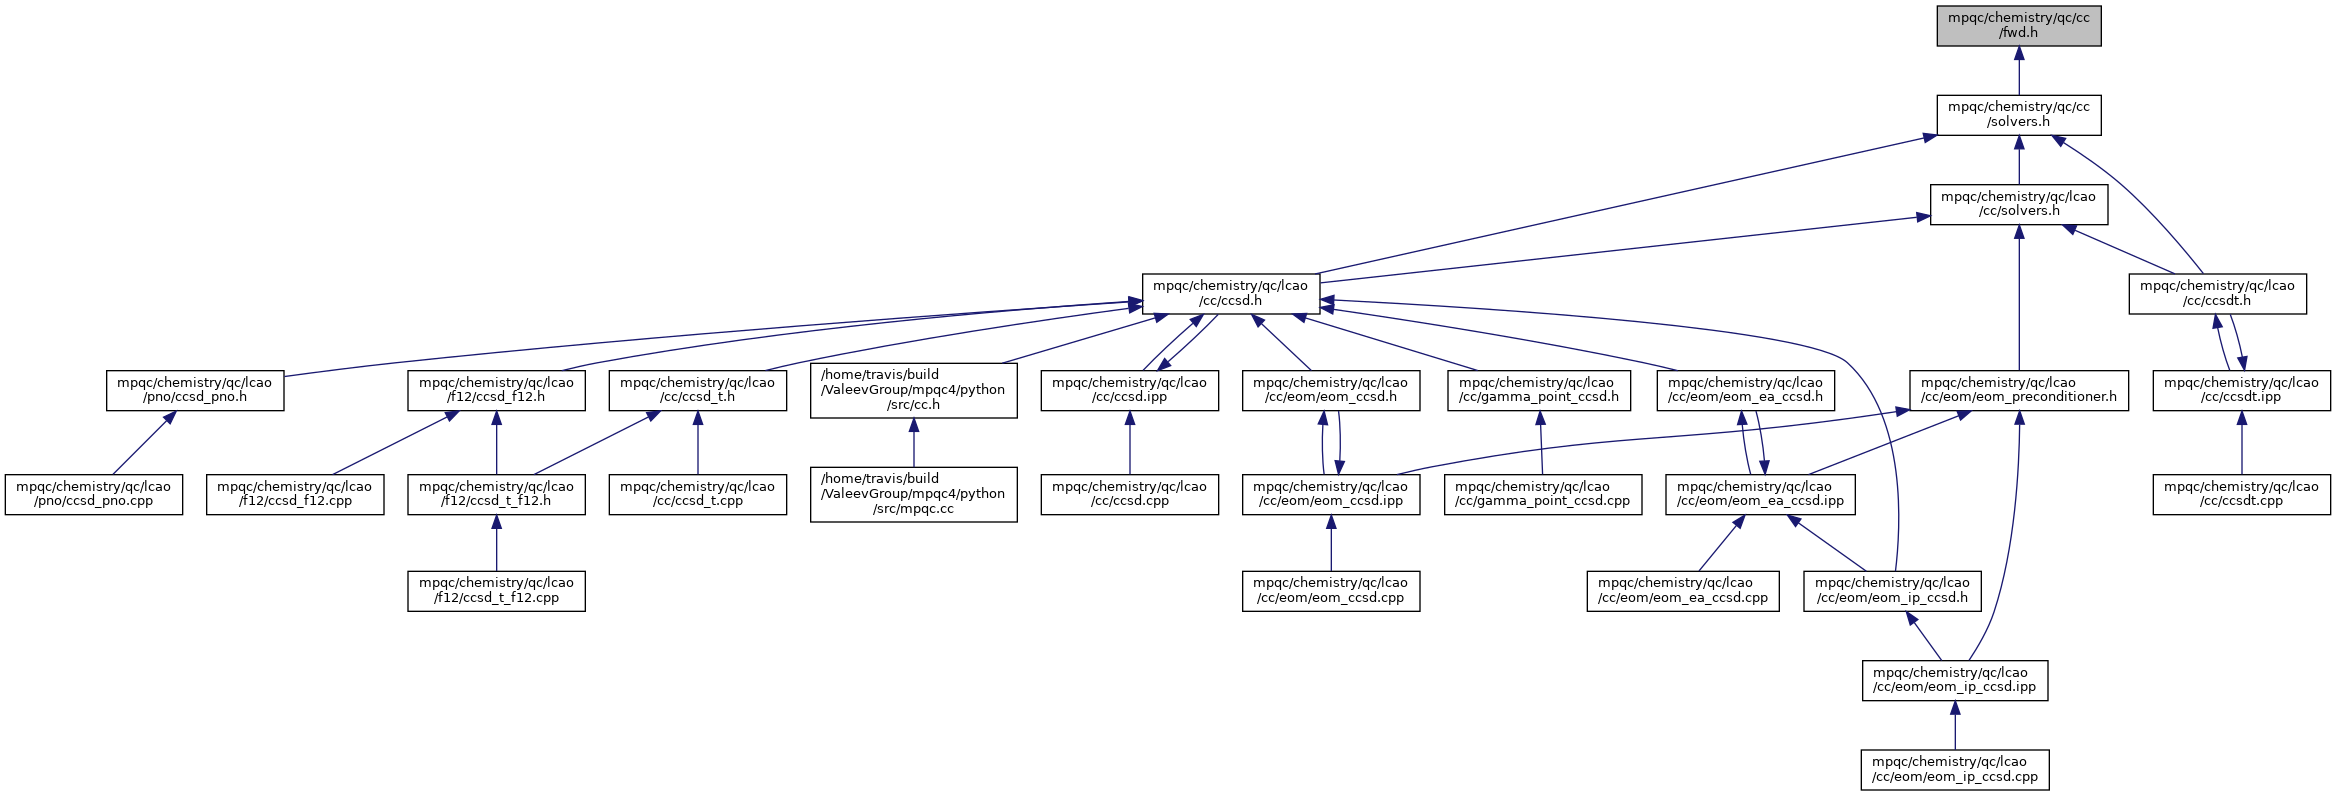 mpqc/chemistry/qc/cc
/fwd.h
mpqc/chemistry/qc/cc
/solvers.h
mpqc/chemistry/qc/lcao
/cc/solvers.h
mpqc/chemistry/qc/lcao
/cc/ccsd.h
mpqc/chemistry/qc/lcao
/cc/ccsdt.h
mpqc/chemistry/qc/lcao
/pno/ccsd_pno.h
mpqc/chemistry/qc/lcao
/f12/ccsd_f12.h
mpqc/chemistry/qc/lcao
/cc/ccsd_t.h
/home/travis/build
/ValeevGroup/mpqc4/python
/src/cc.h
mpqc/chemistry/qc/lcao
/cc/ccsd.ipp
mpqc/chemistry/qc/lcao
/cc/eom/eom_ccsd.h
mpqc/chemistry/qc/lcao
/cc/gamma_point_ccsd.h
mpqc/chemistry/qc/lcao
/cc/eom/eom_ea_ccsd.h
mpqc/chemistry/qc/lcao
/cc/eom/eom_preconditioner.h
mpqc/chemistry/qc/lcao
/cc/ccsdt.ipp
mpqc/chemistry/qc/lcao
/pno/ccsd_pno.cpp
mpqc/chemistry/qc/lcao
/f12/ccsd_f12.cpp
mpqc/chemistry/qc/lcao
/f12/ccsd_t_f12.h
mpqc/chemistry/qc/lcao
/cc/ccsd_t.cpp
/home/travis/build
/ValeevGroup/mpqc4/python
/src/mpqc.cc
mpqc/chemistry/qc/lcao
/cc/ccsd.cpp
mpqc/chemistry/qc/lcao
/cc/eom/eom_ccsd.ipp
mpqc/chemistry/qc/lcao
/cc/gamma_point_ccsd.cpp
mpqc/chemistry/qc/lcao
/cc/eom/eom_ea_ccsd.ipp
mpqc/chemistry/qc/lcao
/cc/ccsdt.cpp
mpqc/chemistry/qc/lcao
/f12/ccsd_t_f12.cpp
mpqc/chemistry/qc/lcao
/cc/eom/eom_ccsd.cpp
mpqc/chemistry/qc/lcao
/cc/eom/eom_ea_ccsd.cpp
mpqc/chemistry/qc/lcao
/cc/eom/eom_ip_ccsd.h
mpqc/chemistry/qc/lcao
/cc/eom/eom_ip_ccsd.ipp
mpqc/chemistry/qc/lcao
/cc/eom/eom_ip_ccsd.cpp